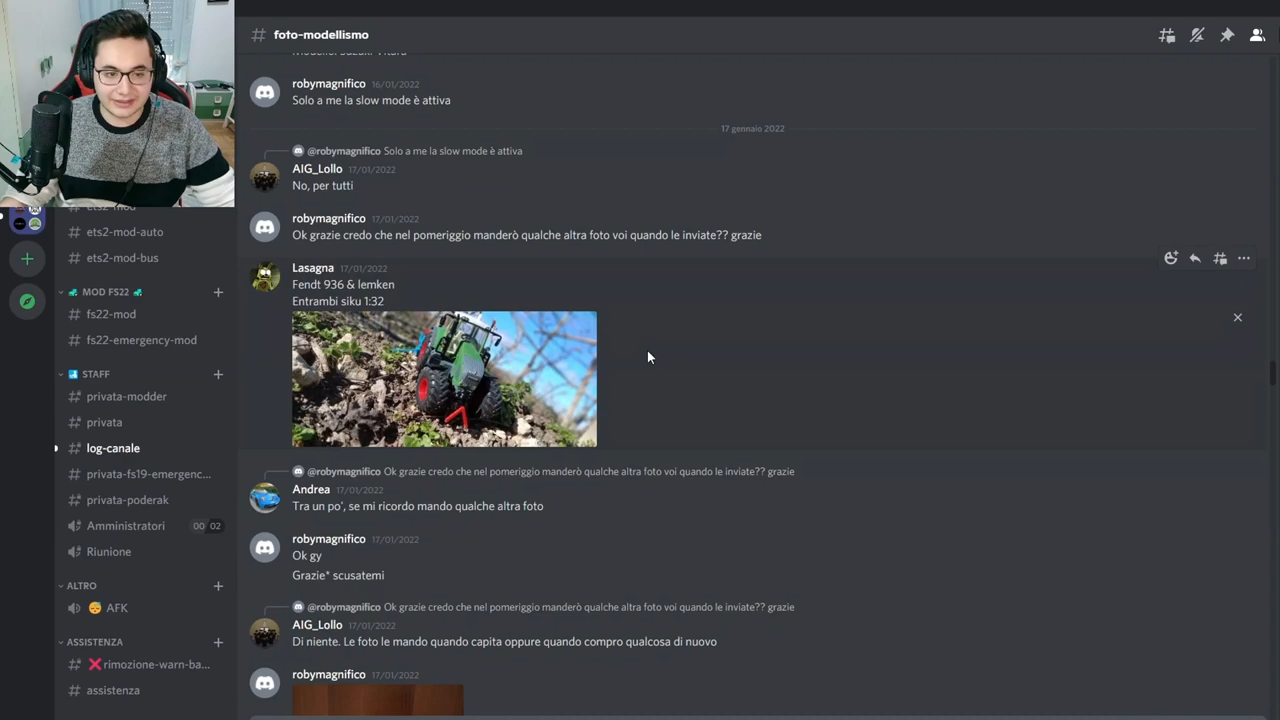 foto-modellismo
robymagnifico 16/01/2022
Solo a me la slow mode è attiva
17 gennaio 2022
@robymagnifico Solo a me la slow mode è attiva
AIG_Lollo 17/01/2022
No, per tutti
robymagnifico 17/01/2022
Ok grazie credo che nel pomeriggio manderò qualche altra foto voi quando le inviate?? grazie
Lasagna 17/01/2022
Fendt 936 & lemken
Entrambi siku 1:32
@robymagnifico Ok grazie credo che nel pomeriggio manderò qualche altra foto voi quando le inviate?? grazie
Andrea 17/01/2022
Tra un po', se mi ricordo mando qualche altra foto
robymagnifico 17/01/2022
Ok gy
Grazie* scusatemi
@robymagnifico Ok grazie credo che nel pomeriggio manderò qualche altra foto voi quando le inviate?? grazie
AIG_Lollo 17/01/2022
Di niente. Le foto le mando quando capita oppure quando compro qualcosa di nuovo
robymagnifico 17/01/2022
ets2-mod
ets2-mod-auto
ets2-mod-bus
MOD FS22
fs22-mod
fs22-emergency-mod
STAFF
privata-modder
privata
log-canale
privata-fs19-emergenc...
privata-poderak
Amministratori 00 02
Riunione
ALTRO
AFK
ASSISTENZA
rimozione-warn-ba...
assistenza